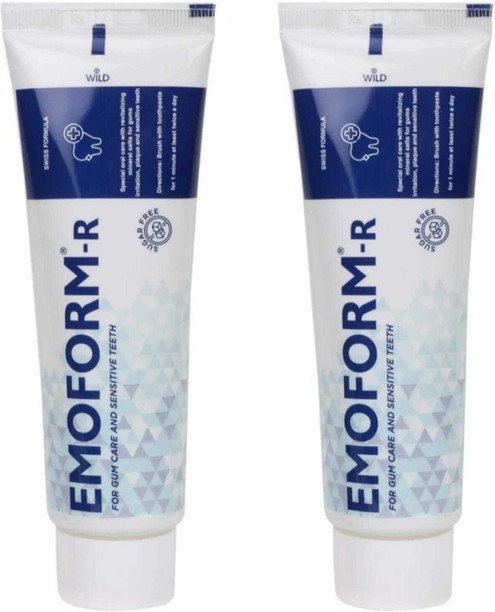 WILD
SWISS FORMULA
Special oral care with revitalizing
mineral salts for gums
irritation, plaque and sensitive teeth
Directions: Brush with toothpaste
for 1 minute at least twice a day
SUGAR FREE
EMOFORM®-R
FOR GUM CARE AND SENSITIVE TEETH
WILD
SWISS FORMULA
Special oral care with revitalizing
mineral salts for gums
irritation, plaque and sensitive teeth
Directions: Brush with toothpaste
for 1 minute at least twice a day
SUGAR FREE
EMOFORM®-R
FOR GUM CARE AND SENSITIVE TEETH